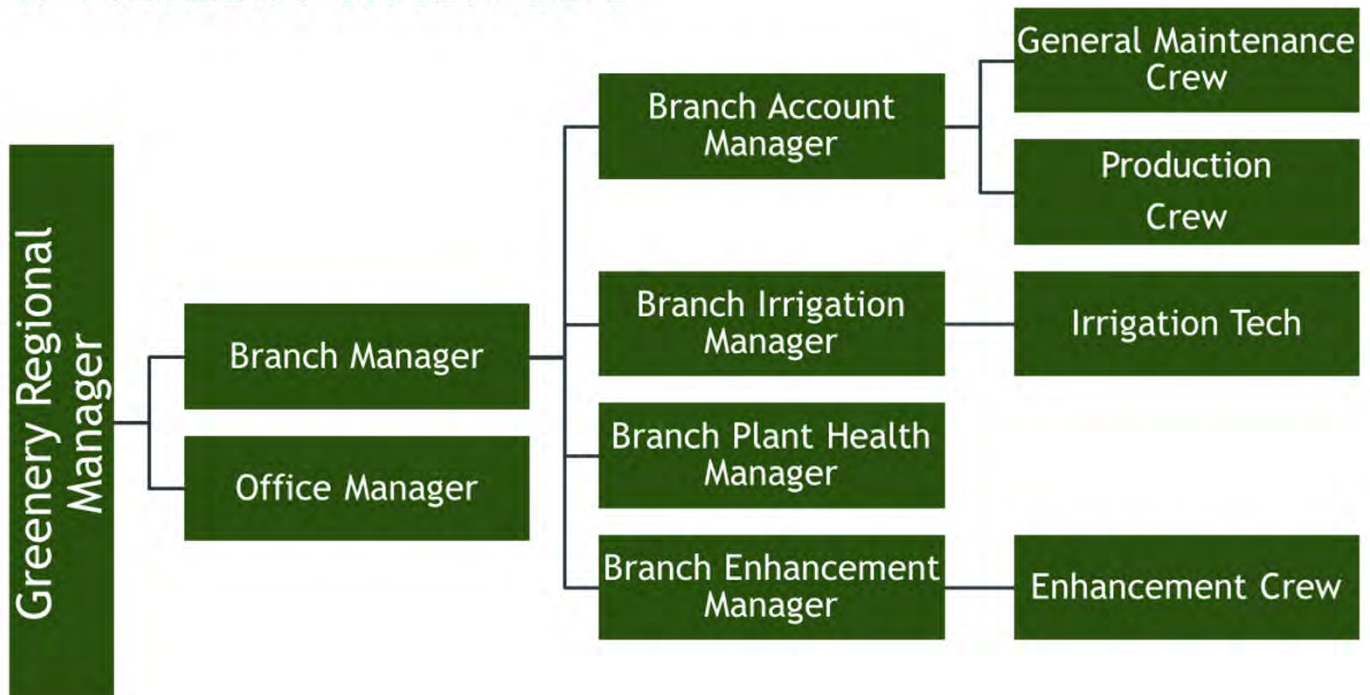 Greenery Regional
Manager
Branch Manager
Office Manager
Branch Account
Manager
Branch Irrigation
Manager
Branch Plant Health
Manager
Branch Enhancement
Manager
General Maintenance
Crew
Production
Crew
Irrigation Tech
Enhancement Crew